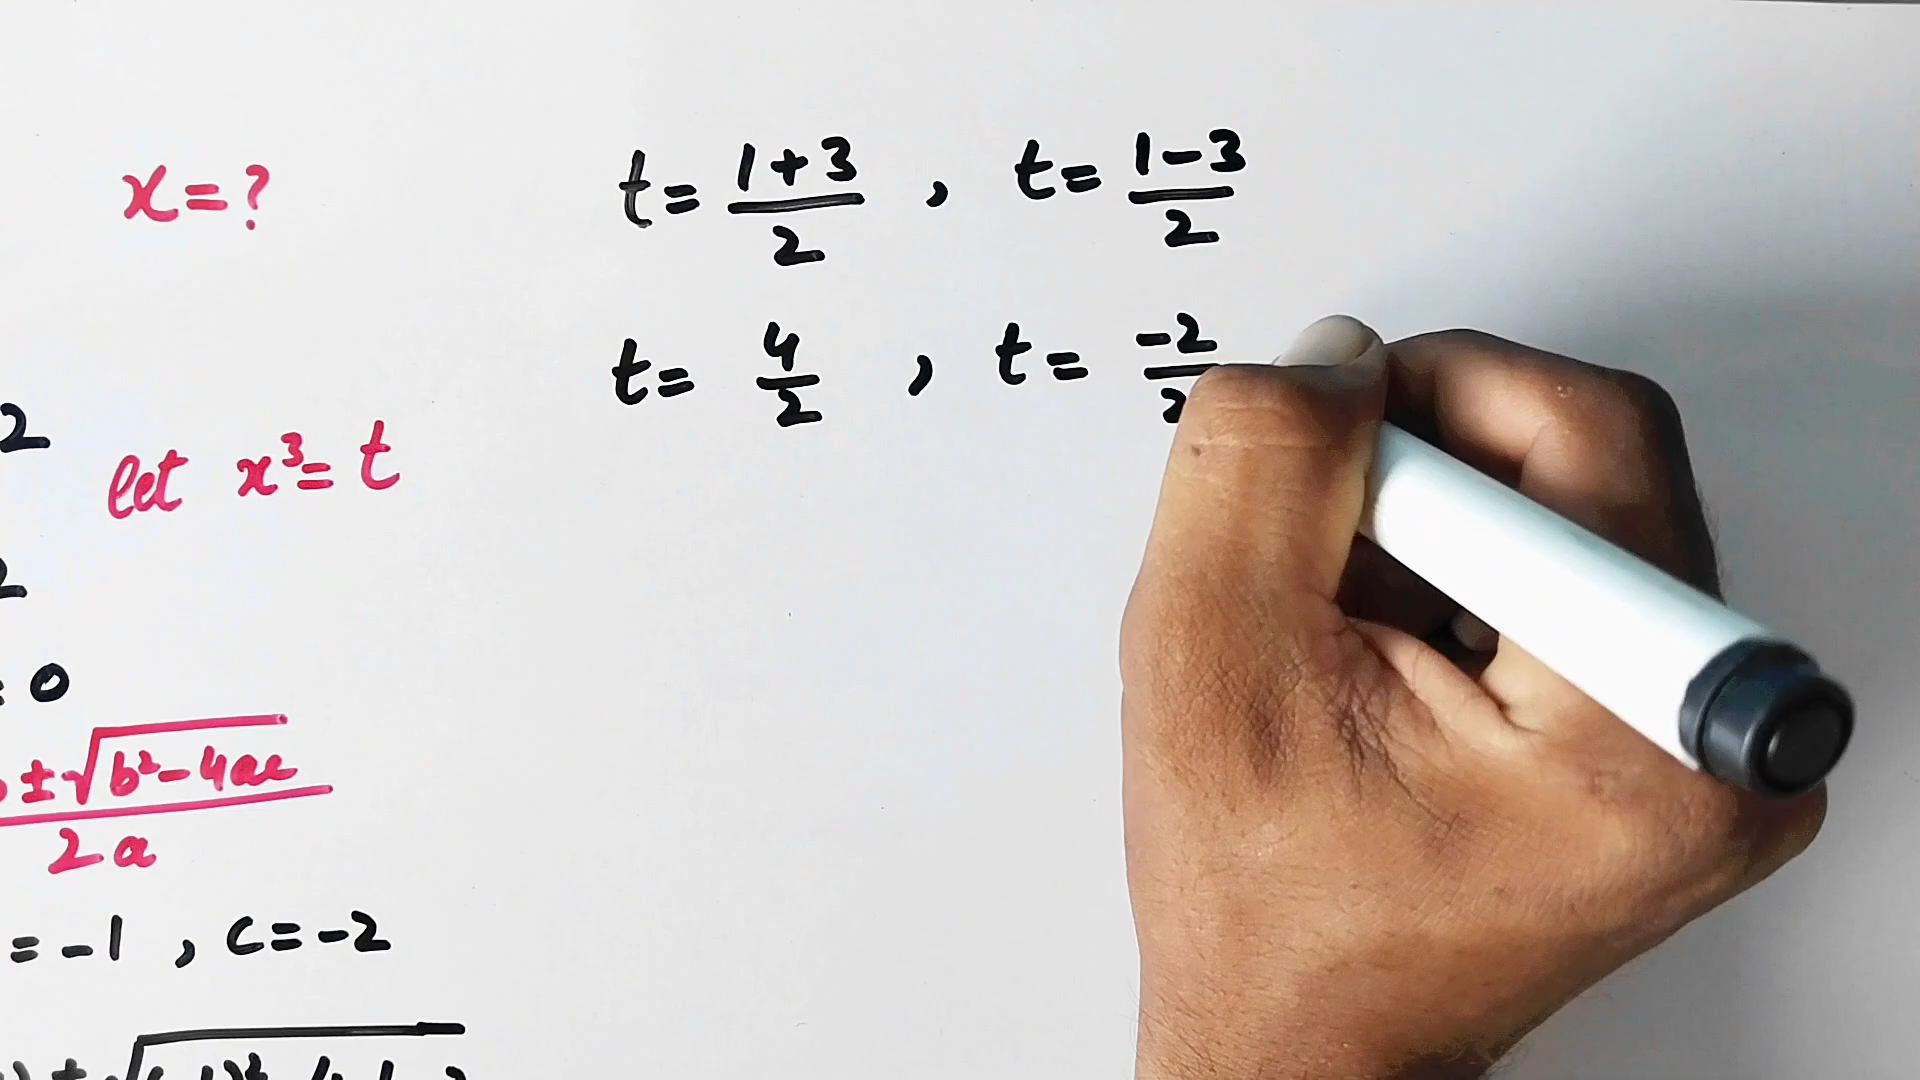 x=?
t= 1+3/2 , t= 1-3/2
t= 4/2 , t= -2/2
2
let x³= t
2
= 0
± √b²-4ac
2a
= -1 , c= -2